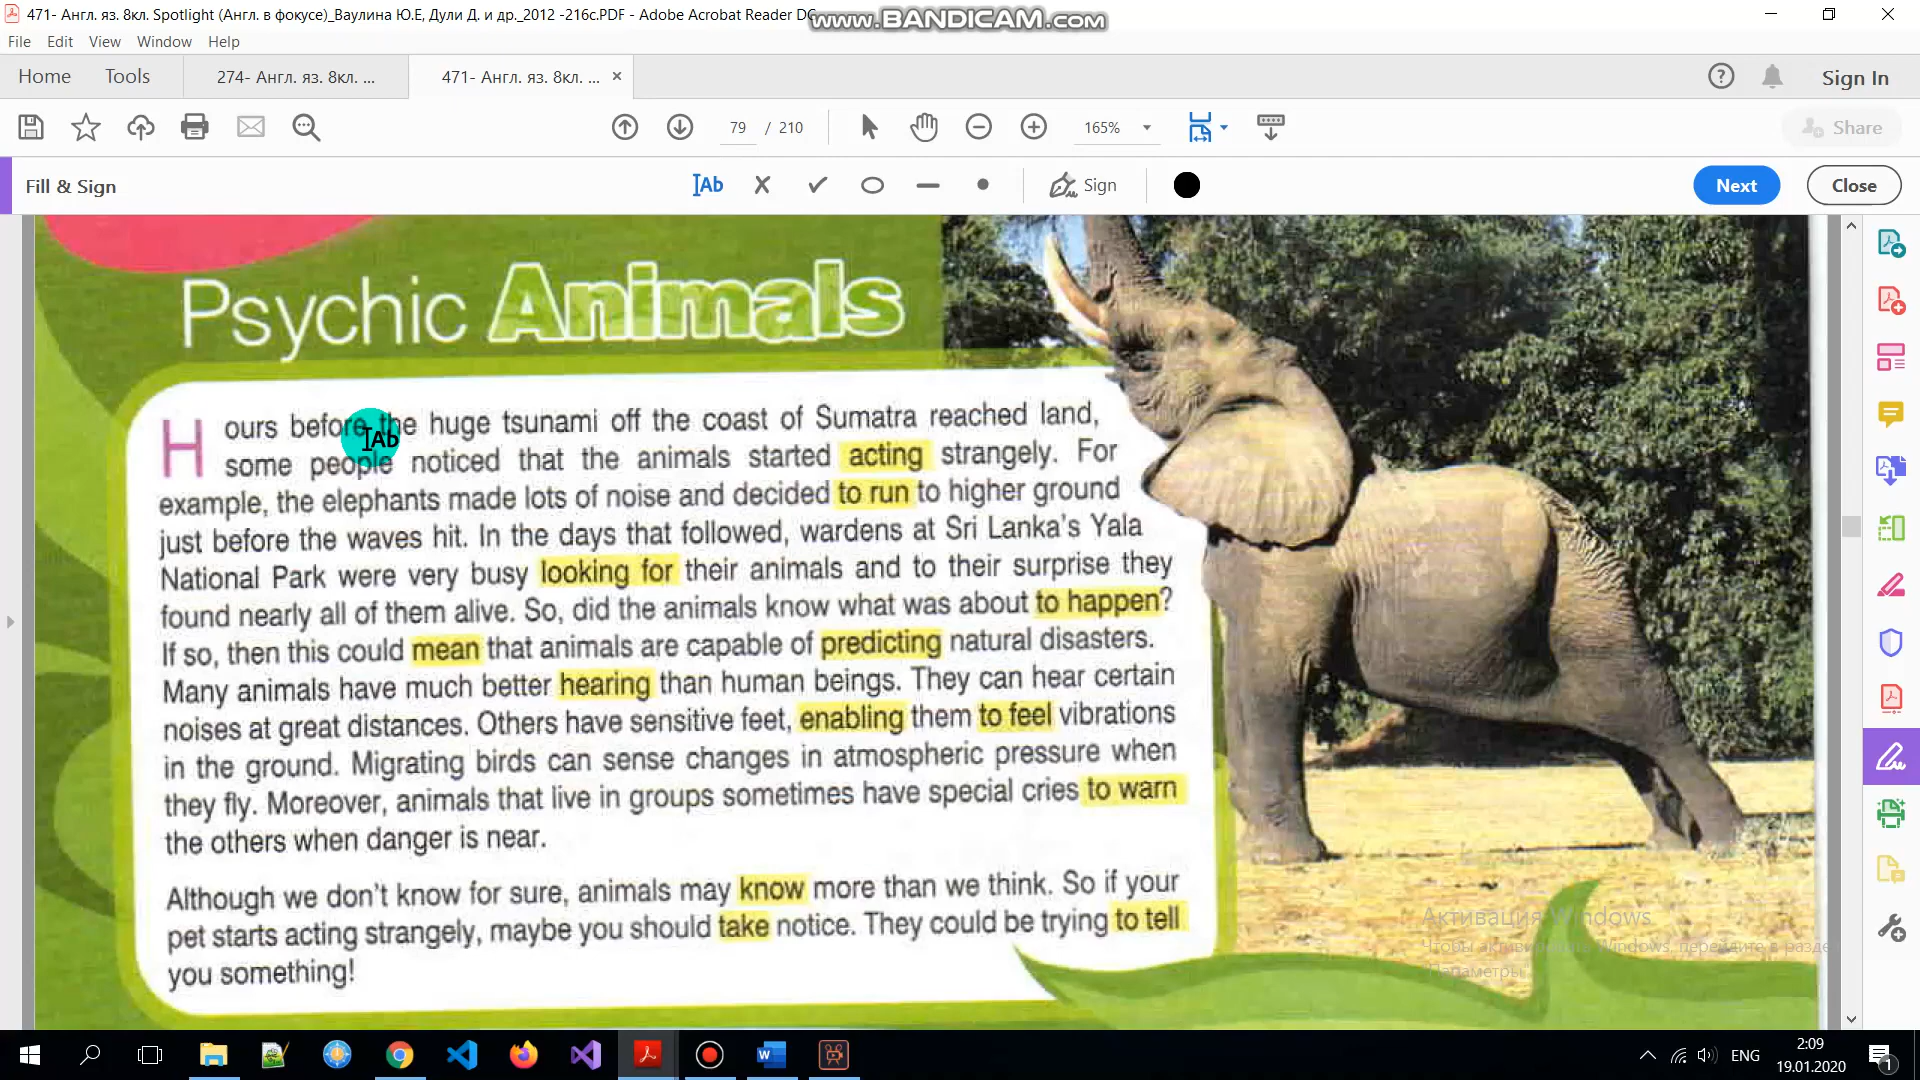 471- Англ. яз. 8кл. Spotlight (Англ. в фокусе)_Ваулина Ю.Е, Дули Д. и др._2012 -216с.PDF - Adobe Acrobat Reader DC
www.BANDICAM.com
File Edit View Window Help
Home Tools 274- Англ. яз. 8кл. ... 471- Англ. яз. 8кл. ... Sign In
79 / 210 165% Share
Fill & Sign Ab Sign Next Close
Psychic Animals
Hours before the huge tsunami off the coast of Sumatra reached land,
some people noticed that the animals started acting strangely. For
example, the elephants made lots of noise and decided to run to higher ground
just before the waves hit. In the days that followed, wardens at Sri Lanka's Yala
National Park were very busy looking for their animals and to their surprise they
found nearly all of them alive. So, did the animals know what was about to happen?
If so, then this could mean that animals are capable of predicting natural disasters.
Many animals have much better hearing than human beings. They can hear certain
noises at great distances. Others have sensitive feet, enabling them to feel vibrations
in the ground. Migrating birds can sense changes in atmospheric pressure when
they fly. Moreover, animals that live in groups sometimes have special cries to warn
the others when danger is near.
Although we don't know for sure, animals may know more than we think. So if your
pet starts acting strangely, maybe you should take notice. They could be trying to tell
you something!
Активация Windows
Чтобы активировать Windows, перейдите в раздел
"Параметры".
ENG 2:09
19.01.2020
1